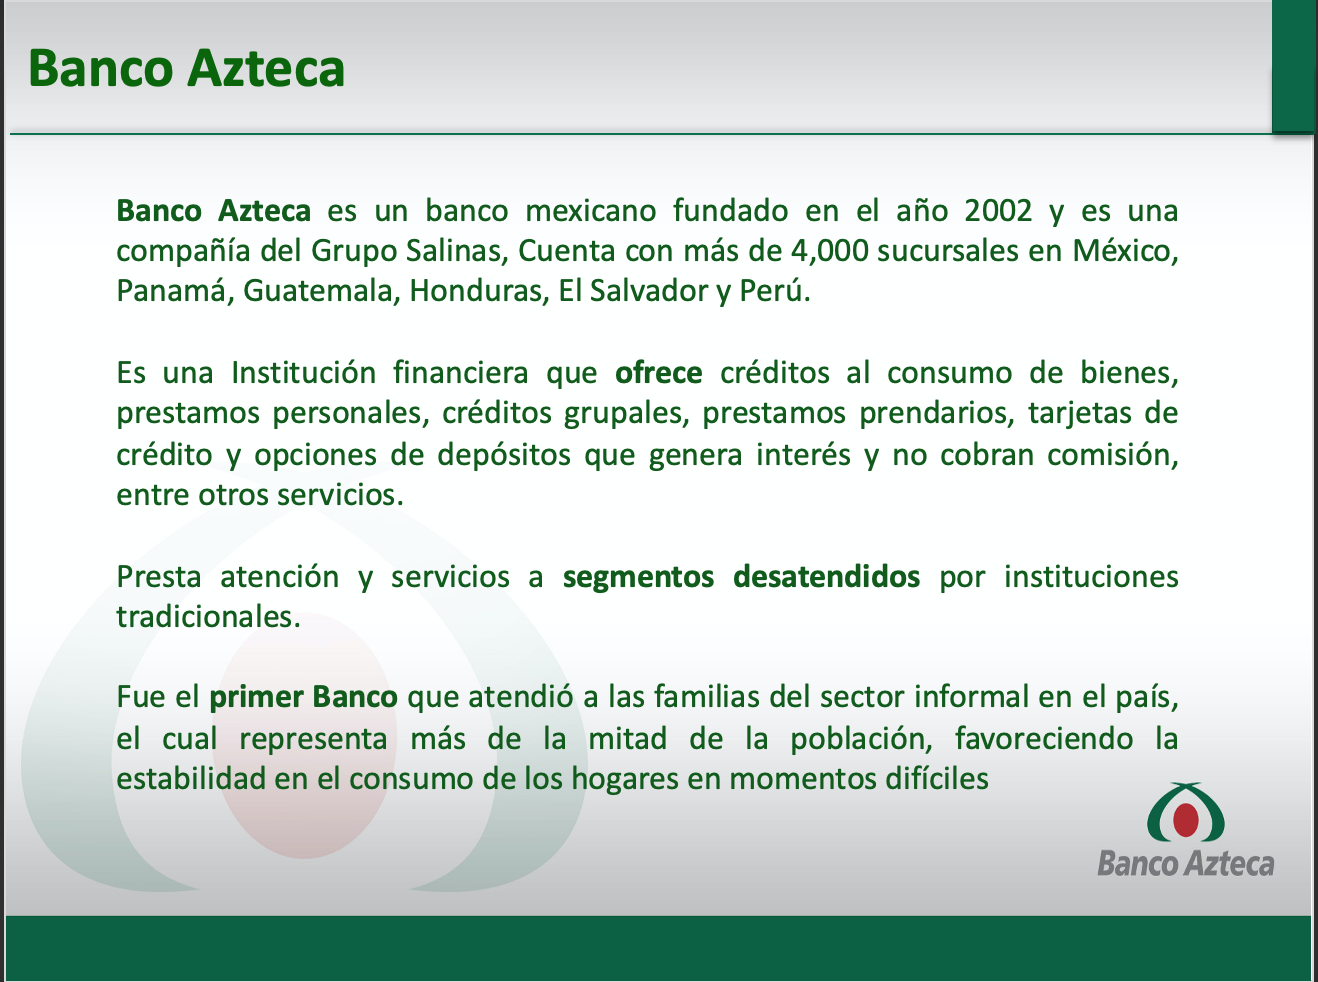 Banco Azteca
Banco Azteca es un banco mexicano fundado en el año 2002 y es una
compañía del Grupo Salinas, Cuenta con más de 4,000 sucursales en México,
Panamá, Guatemala, Honduras, El Salvador y Perú.
Es una Institución financiera que ofrece créditos al consumo de bienes,
prestamos personales, créditos grupales, prestamos prendarios, tarjetas de
crédito y opciones de depósitos que genera interés y no cobran comisión,
entre otros servicios.
Presta atención y servicios a segmentos desatendidos por instituciones
tradicionales.
Fue el primer Banco que atendió a las familias del sector informal en el país,
el cual representa más de la mitad de la población, favoreciendo la
estabilidad en el consumo de los hogares en momentos difíciles
Banco Azteca